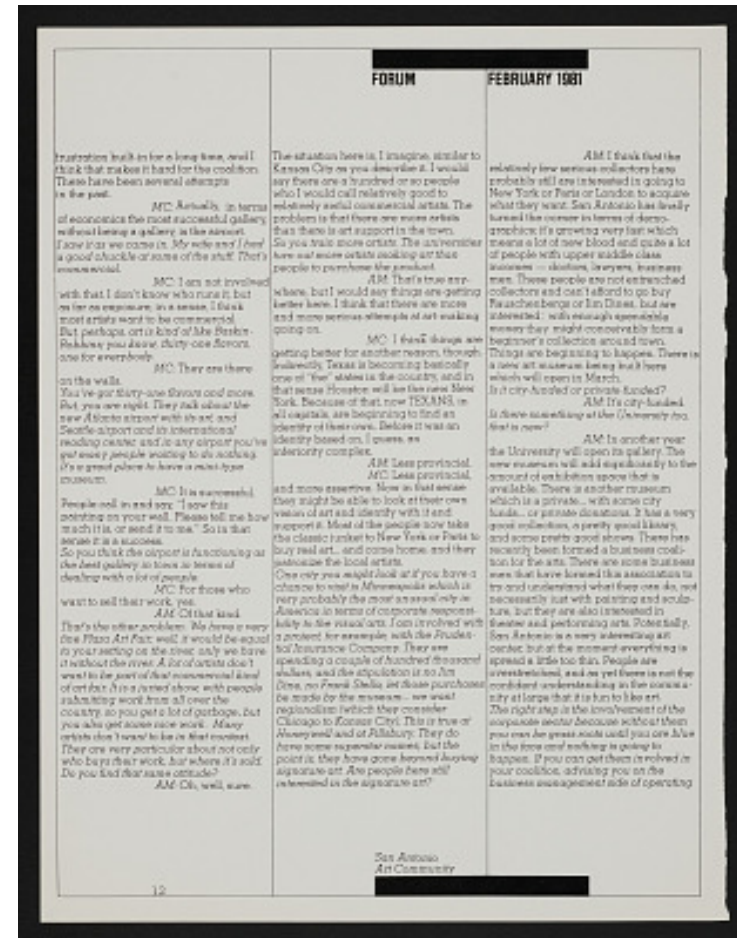 FORUM
FEBRUARY 1981
frustration built-in for a long time, and I
think that makes it hard for the coalition.
There have been several attempts
in the past.
MC: Actually, in terms
of economics the most successful gallery,
without being a gallery, is the airport.
I saw it as we came in. My wife and I had
a good chuckle at some of the stuff. That's
commercial.
MC: I am not involved
with that. I don't know who runs it, but
as far as exposure, in a sense, I think
most artists want to be commercial.
But, perhaps, art is kind of like Baskin-
Robbins; you know, thirty-one flavors,
one for everybody.
MC: They are there
on the walls.
You've got thirty-one flavors and more.
But, you are right. They talk about the
new Atlanta airport with its art, and
Seattle airport and its international
reading center, and in any airport you've
got many people waiting to do nothing.
It's a great place to have a mini-type
museum.
MC: It is successful.
People call in and say, "I saw this
painting on your wall. Please tell me how
much it is, or send it to me." So in that
sense it is a success.
So you think the airport is functioning as
the best gallery in town in terms of
dealing with a lot of people.
MC: For those who
want to sell their work, yes.
AM: Of that kind.
That's the other problem. We have a very
fine Plaza Art Fair; well, it would be equal
to your setting on the river, only we have
it without the river. A lot of artists don't
want to be part of that commercial kind
of art fair. It is a juried show, with people
submitting work from all over the
country, so you get a lot of garbage, but
you also get some nice work. Many
artists don't want to be in that context.
They are very particular about not only
who buys their work, but where it's sold.
Do you find that same attitude?
AM: Oh, well, sure.
The situation here is, I imagine, similar to
Kansas City as you describe it. I would
say there are a hundred or so people
who I would call relatively good to
relatively awful commercial artists. The
problem is that there are more artists
than there is art support in the town.
So you train more artists. The universities
turn out more artists making art than
people to purchase the product.
AM: That's true any-
where, but I would say things are getting
better here. I think that there are more
and more serious attempts at art making
going on.
MC: I think things are
getting better for another reason, though.
Indirectly, Texas is becoming basically
one of "the" states in the country, and in
that sense Houston will be the new New
York. Because of that, now TEXANS, in
all capitals, are beginning to find an
identity of their own. Before it was an
identity based on, I guess, an
inferiority complex.
AM: Less provincial.
MC: Less provincial,
and more assertive. Now in that sense
they might be able to look at their own
vision of art and identity with it and
support it. Most of the people now take
the classic junket to New York or Paris to
buy real art... and come home, and they
patronize the local artists.
One city you might look at if you have a
chance to visit is Minneapolis which is
very probably the most unusual city in
America in terms of corporate responsi-
bility to the visual arts. I am involved with
a project for example, with the Pruden-
tial Insurance Company. They are
spending a couple of hundred thousand
dollars, and the stipulation is no Jim
Dine, no Frank Stella, let those purchases
be made by the museum... we want
regionalism (which they consider
Chicago to Kansas City). This is true of
Honeywell and of Pillsbury. They do
have some superstar names, but the
point is, they have gone beyond buying
signature art. Are people here still
interested in the signature art?
San Antonio
Art Community
AM: I think that the
relatively few serious collectors here
probably still are interested in going to
New York or Paris or London to acquire
what they want. San Antonio has finally
turned the corner in terms of demo-
graphics; it's growing very fast which
means a lot of new blood and quite a lot
of people with upper middle class
incomes — doctors, lawyers, business
men. These people are not entrenched
collectors and can't afford to go buy
Rauschenbergs or Jim Dines, but are
interested: with enough spendable
money they might conceivably form a
beginner's collection around town.
Things are beginning to happen. There is
a new art museum being built here
which will open in March.
Is it city-funded or private-funded?
AM: It's city-funded.
Is there something at the University too,
that is new?
AM: In another year
the University will open its gallery. The
new museum will add significantly to the
amount of exhibition space that is
available. There is another museum
which is a private... with some city
funds... or private donations. It has a very
good collection, a pretty good library,
and some pretty good shows. There has
recently been formed a business coali-
tion for the arts. There are some business
men that have formed this association to
try and understand what they can do, not
necessarily just with painting and sculp-
ture, but they are also interested in
theater and performing arts. Potentially,
San Antonio is a very interesting art
center, but at the moment everything is
spread a little too thin. People are
overstretched, and as yet there is not the
confident understanding in the commu-
nity at large that it is fun to like art.
The right step is the involvement of the
corporate sector because without them
you can be grass roots until you are blue
in the face and nothing is going to
happen. If you can get them involved in
your coalition, advising you on the
business management side of operating
12